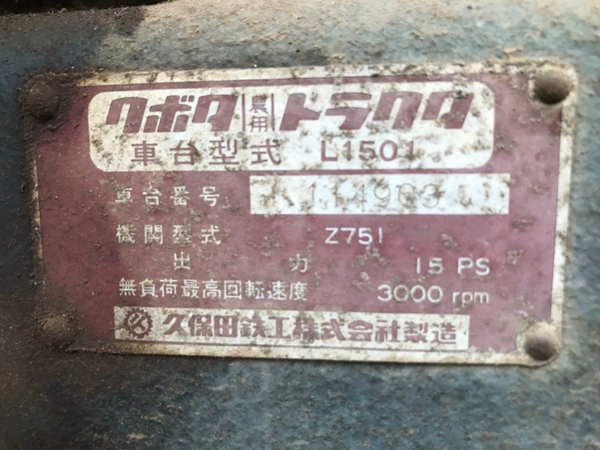 クボタ農用トラクタ
車台型式 L1501
車台番号
機関型式 Z751
出力 15 PS
無負荷最高回転速度 3000 rpm
久保田鉄工株式会社製造